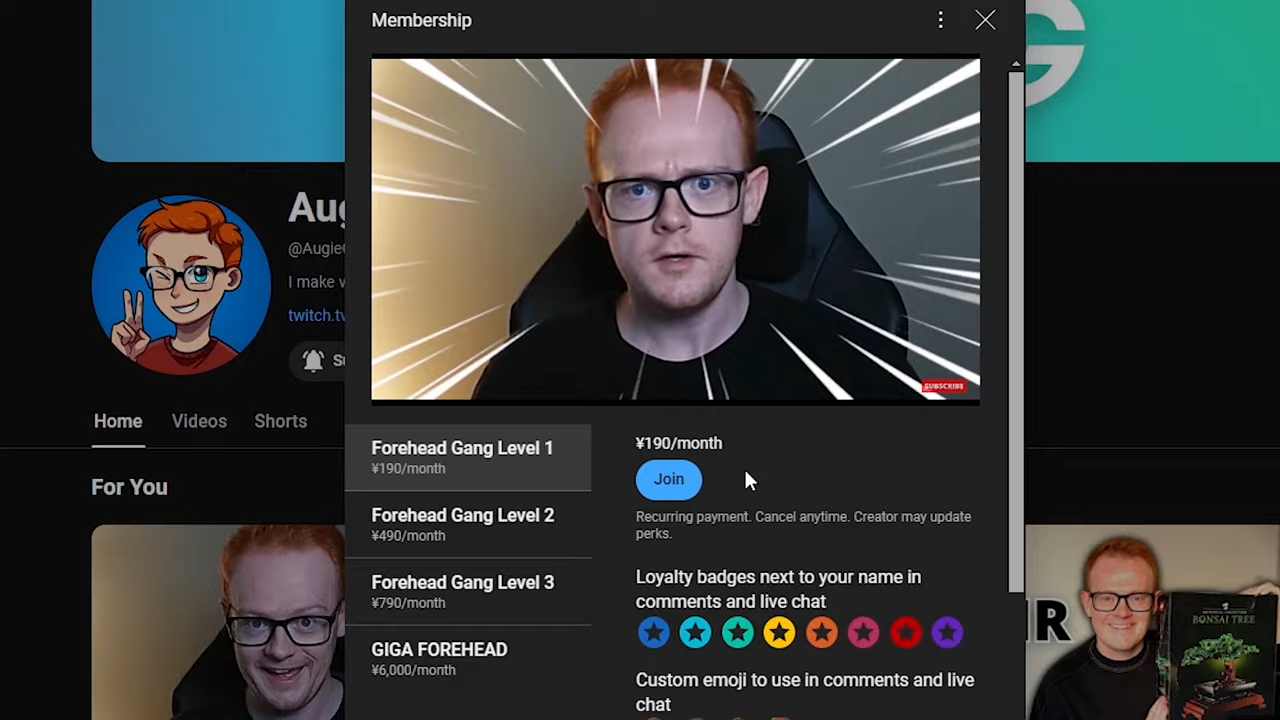 Membership
G
Aug
@Augie
I make v
twitch.tv
Su
SUBSCRIBE
Home Videos Shorts
For You
Forehead Gang Level 1
¥190/month
Forehead Gang Level 2
¥490/month
Forehead Gang Level 3
¥790/month
GIGA FOREHEAD
¥6,000/month
¥190/month
Join
Recurring payment. Cancel anytime. Creator may update
perks.
Loyalty badges next to your name in
comments and live chat
Custom emoji to use in comments and live
chat
R
BONSAI TREE